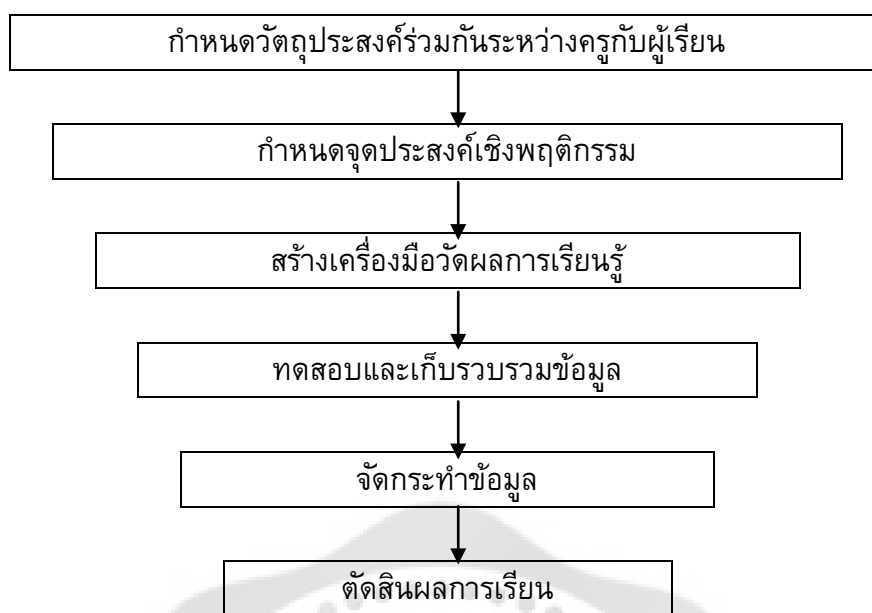 กำหนดวัตถุประสงค์ร่วมกันระหว่างครูกับผู้เรียน
กำหนดจุดประสงค์เชิงพฤติกรรม
สร้างเครื่องมือวัดผลการเรียนรู้
ทดสอบและเก็บรวบรวมข้อมูล
จัดกระทำข้อมูล
ตัดสินผลการเรียน